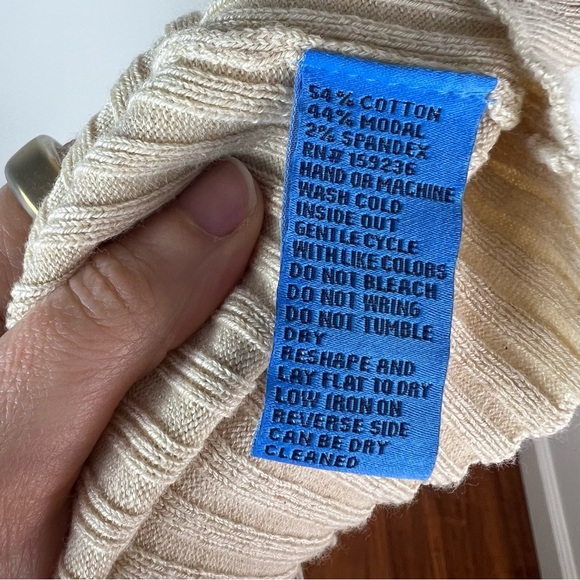 54% COTTON
44% MODAL
2% SPANDEX
RN# 159236
HAND OR MACHINE
WASH COLD
INSIDE OUT
GENTLE CYCLE
WITH LIKE COLORS
DO NOT BLEACH
DO NOT WRING
DO NOT TUMBLE
DRY
RESHAPE AND
LAY FLAT TO DRY
LOW IRON ON
REVERSE SIDE
CAN BE DRY
CLEANED